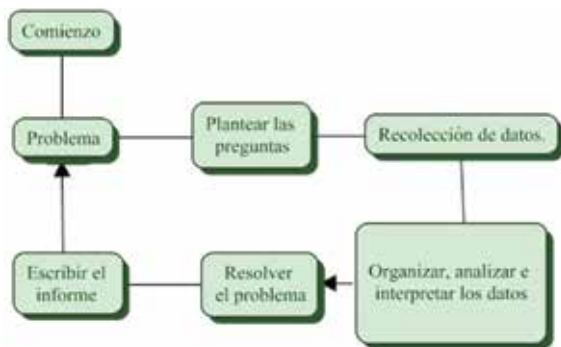 Comienzo
Problema
Plantear las
preguntas
Recolección de datos.
Organizar, analizar e
interpretar los datos
Resolver
el problema
Escribir el
informe